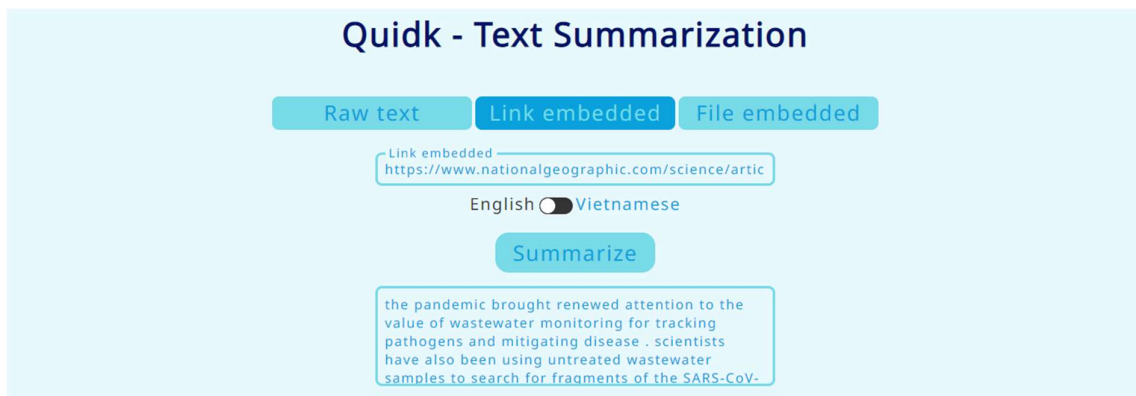 Quidk - Text Summarization
Raw text Link embedded File embedded
Link embedded
https://www.nationalgeographic.com/science/artic
English Vietnamese
Summarize
the pandemic brought renewed attention to the
value of wastewater monitoring for tracking
pathogens and mitigating disease . scientists
have also been using untreated wastewater
samples to search for fragments of the SARS-CoV-